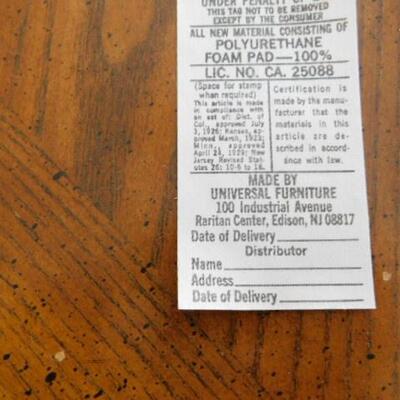 UNDER PENALTY OF
THIS TAG NOT TO BE REMOVED
EXCEPT BY THE CONSUMER
ALL NEW MATERIAL CONSISTING OF
POLYURETHANE
FOAM PAD—100%
LIC. NO. CA. 25088
(Space for stamp
when required)
This article is made
in compliance with
an act of: Dist. of
Col., approved July
3, 1926; Kansas, ap-
proved March, 1923;
Minn., approved
April 24, 1929; New
Jersey Revised Stat-
utes 26: 10-6 to 18.
Certification is
made by the manu-
facturer that the
materials in this
article are de-
scribed in accord-
ance with law.
MADE BY
UNIVERSAL FURNITURE
100 Industrial Avenue
Raritan Center, Edison, NJ 08817
Date of Delivery
Distributor
Name
Address
Date of Delivery